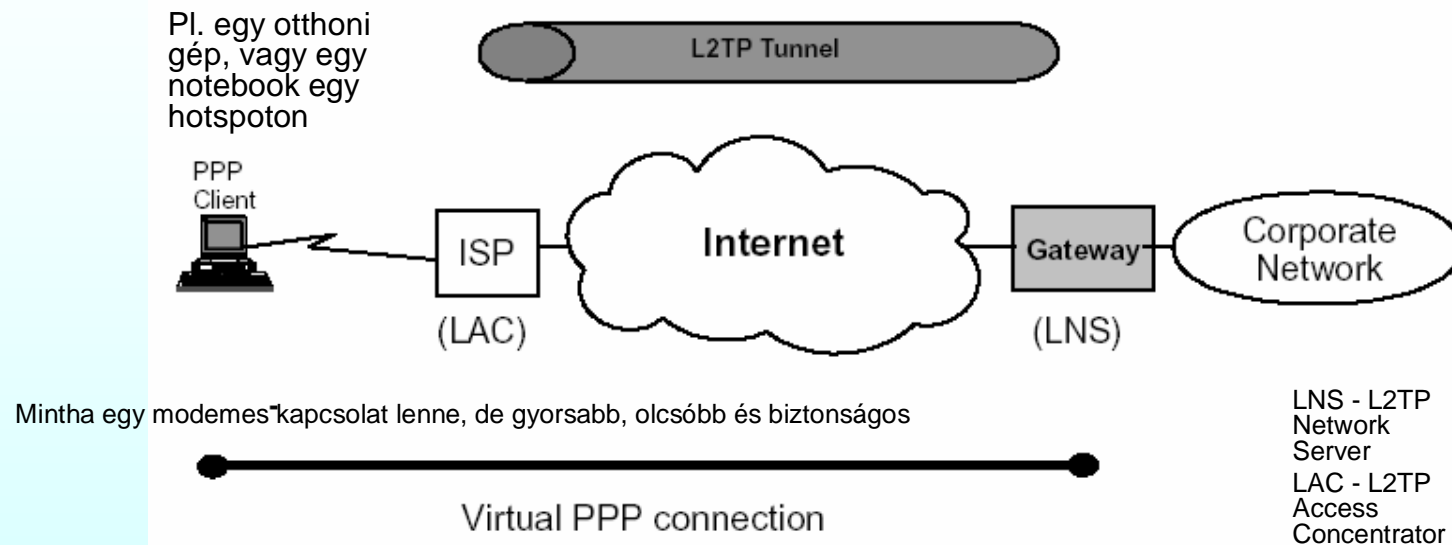 Pl. egy otthoni
gép, vagy egy
notebook egy
hotspoton
L2TP Tunnel
PPP
Client
ISP
(LAC)
Internet
Gateway
(LNS)
Corporate
Network
Mintha egy modemes kapcsolat lenne, de gyorsabb, olcsóbb és biztonságos
Virtual PPP connection
LNS - L2TP
Network
Server
LAC - L2TP
Access
Concentrator